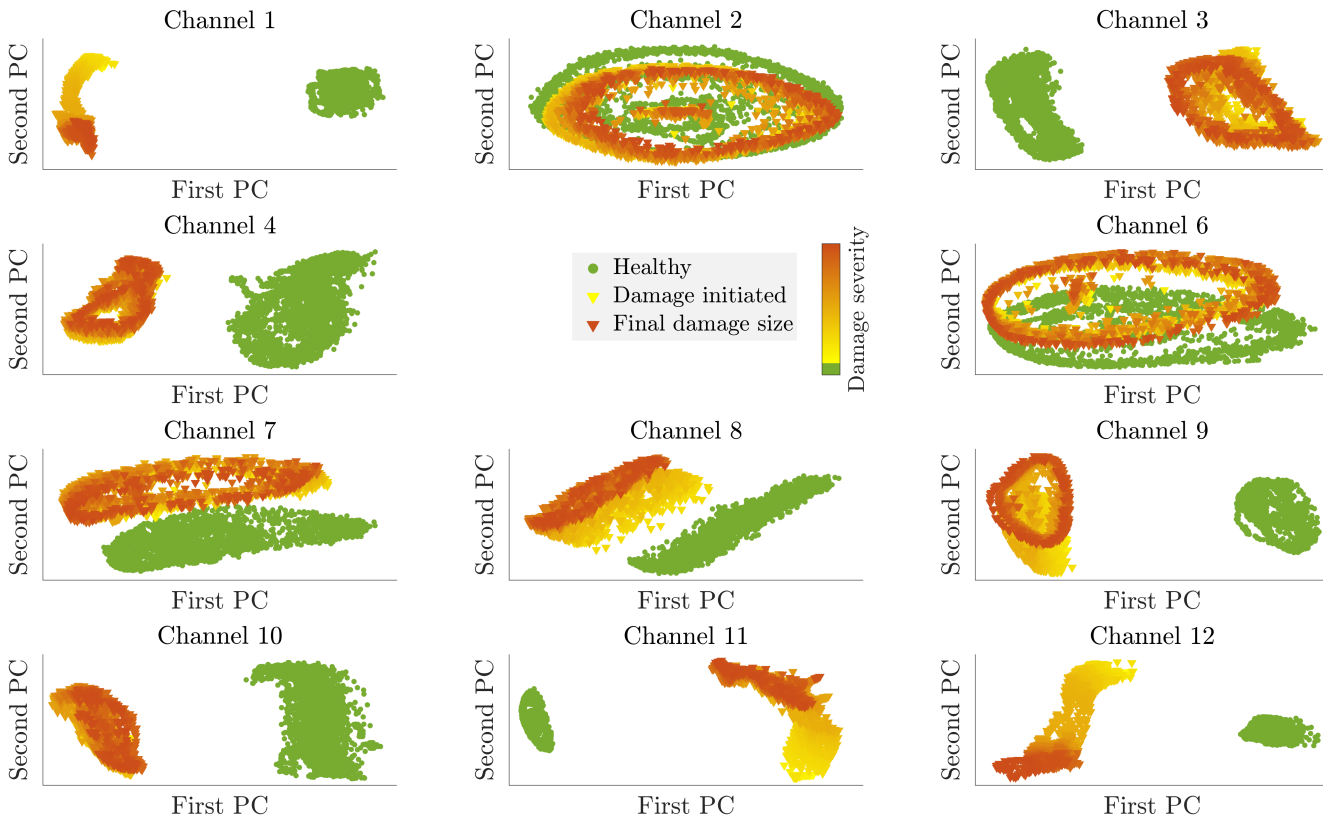 Channel 1
Second PC
First PC
Channel 2
Second PC
First PC
Channel 3
Second PC
First PC
Channel 4
Second PC
First PC
Healthy
Damage initiated
Final damage size
Damage severity
Channel 6
Second PC
First PC
Channel 7
Second PC
First PC
Channel 8
Second PC
First PC
Channel 9
Second PC
First PC
Channel 10
Second PC
First PC
Channel 11
Second PC
First PC
Channel 12
Second PC
First PC